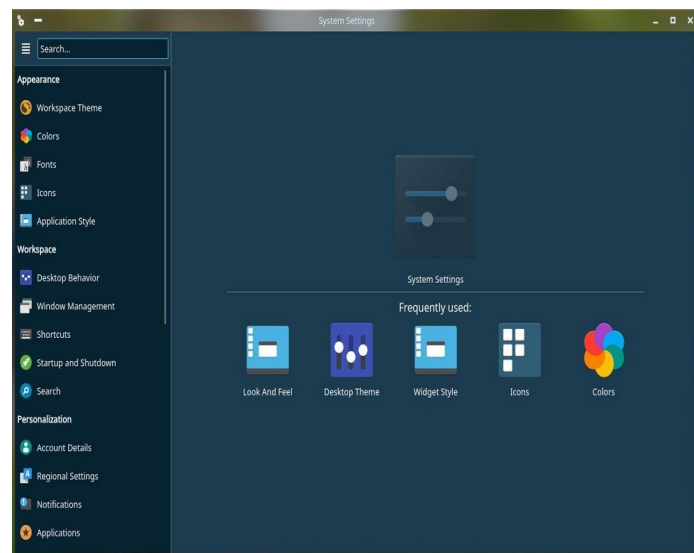 System Settings
Search...
Appearance
Workspace Theme
Colors
Fonts
Icons
Application Style
Workspace
Desktop Behavior
Window Management
Shortcuts
Startup and Shutdown
Search
Personalization
Account Details
Regional Settings
Notifications
Applications
System Settings
Frequently used:
Look And Feel
Desktop Theme
Widget Style
Icons
Colors